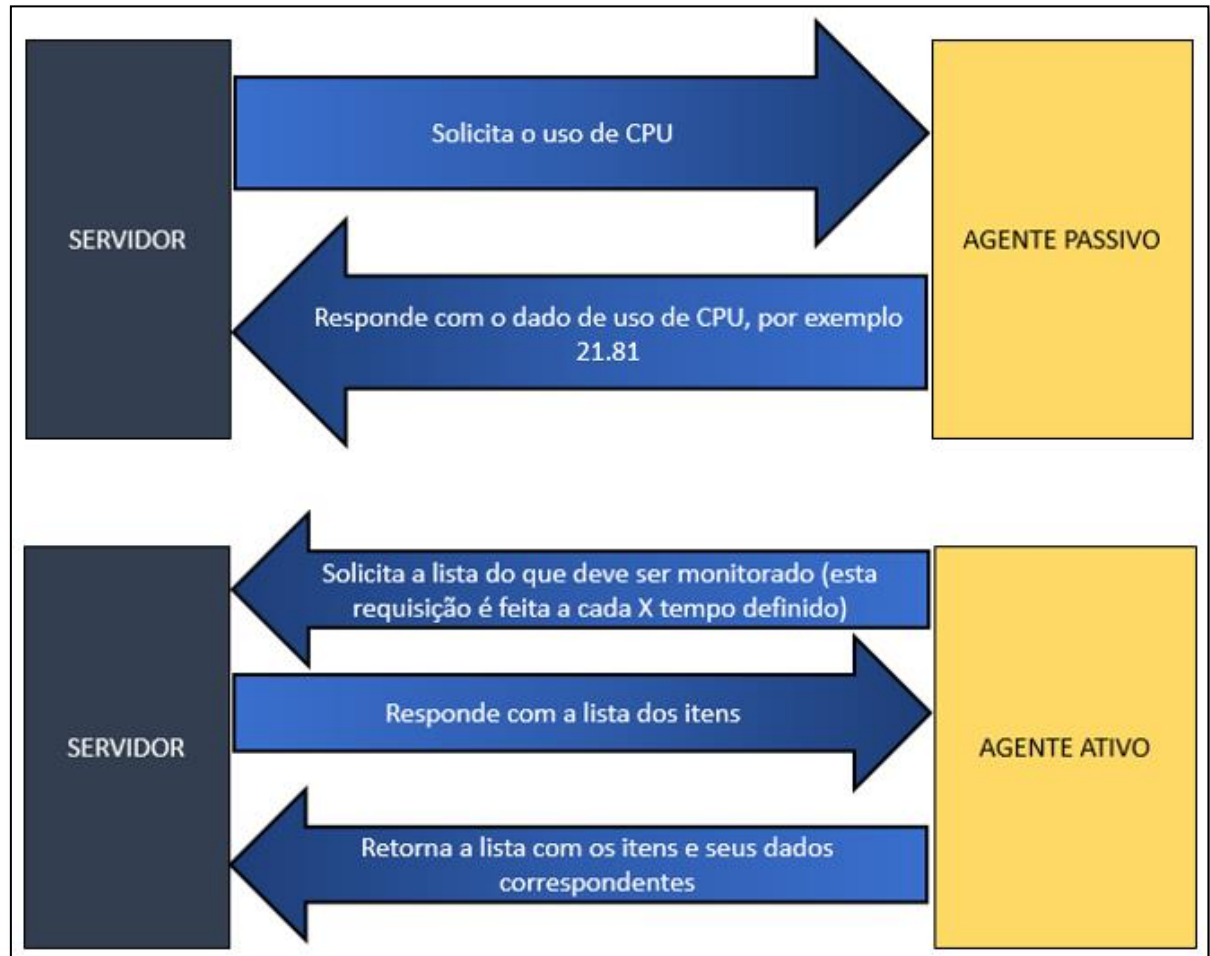 Solicita o uso de CPU
SERVIDOR
AGENTE PASSIVO
Responde com o dado de uso de CPU, por exemplo
21.81
Solicita a lista do que deve ser monitorado (esta
requisição é feita a cada X tempo definido)
Responde com a lista dos itens
SERVIDOR
AGENTE ATIVO
Retorna a lista com os itens e seus dados
correspondentes